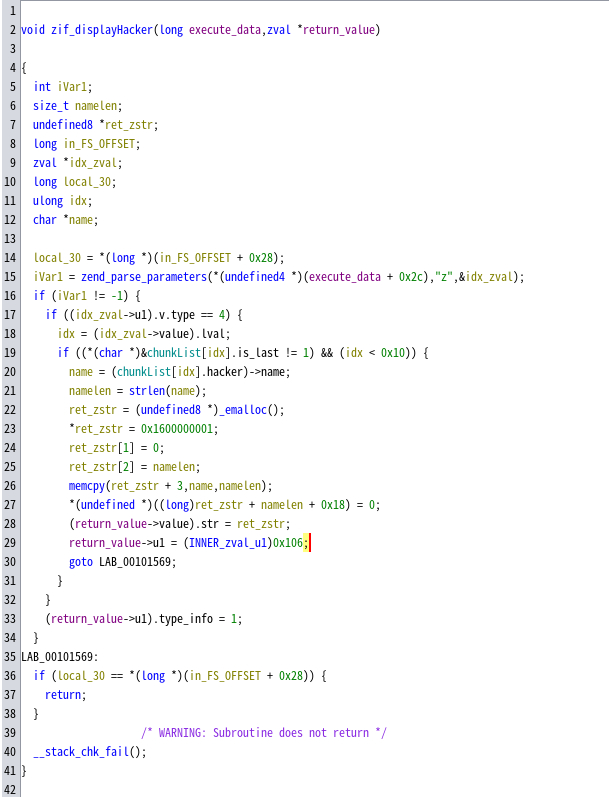 1
2 void zif_displayHacker(long execute_data,zval *return_value)
3
4 {
5 int iVar1;
6 size_t namelen;
7 undefined8 *ret_zstr;
8 long in_FS_OFFSET;
9 zval *idx_zval;
10 long local_30;
11 ulong idx;
12 char *name;
13
14 local_30 = *(long *)(in_FS_OFFSET + 0x28);
15 iVar1 = zend_parse_parameters(*(undefined4 *)(execute_data + 0x2c),"z",&idx_zval);
16 if (iVar1 != -1) {
17 if ((idx_zval->u1).v.type == 4) {
18 idx = (idx_zval->value).lval;
19 if ((*(char *)&chunkList[idx].is_last != 1) && (idx < 0x10)) {
20 name = (chunkList[idx].hacker)->name;
21 namelen = strlen(name);
22 ret_zstr = (undefined8 *)_emalloc();
23 *ret_zstr = 0x1600000001;
24 ret_zstr[1] = 0;
25 ret_zstr[2] = namelen;
26 memcpy(ret_zstr + 3,name,namelen);
27 *(undefined *)((long)ret_zstr + namelen + 0x18) = 0;
28 (return_value->value).str = ret_zstr;
29 return_value->u1 = (INNER_zval_u1)0x106;
30 goto LAB_00101569;
31 }
32 }
33 (return_value->u1).type_info = 1;
34 }
35 LAB_00101569:
36 if (local_30 == *(long *)(in_FS_OFFSET + 0x28)) {
37 return;
38 }
39 /* WARNING: Subroutine does not return */
40 __stack_chk_fail();
41 }
42